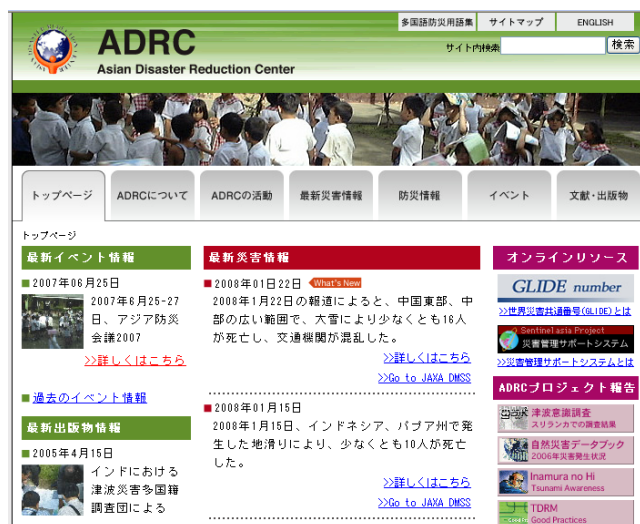 多国語防災用語集 サイトマップ ENGLISH
ADRC
Asian Disaster Reduction Center
サイト内検索 検索
トップページ ADRCについて ADRCの活動 最新災害情報 防災情報 イベント 文献・出版物
トップページ
最新イベント情報
2007年06月25日
2007年6月25-27
日、アジア防災
会議2007
>>詳しくはこちら
過去のイベント情報
最新出版物情報
2005年4月15日
インドにおける
津波災害多国籍
調査団による
最新災害情報
2008年01日22日 What's New
2008年1月22日の報道によると、中国東部、中
部の広い範囲で、大雪により少なくとも16人
が死亡し、交通機関が混乱した。
>>詳しくはこちら
>>Go to JAXA DMSS
2008年01月15日
2008年1月15日、インドネシア、パプア州で発
生した地滑りにより、少なくとも10人が死亡
した。
>>詳しくはこちら
>>Go to JAXA DMSS
オンラインリソース
GLIDE number
>>世界災害共通番号(GLIDE)とは
Sentinel asia Project
災害管理サポートシステム
>>災害管理サポートシステムとは
ADRCプロジェクト報告
津波意識調査
スリランカでの調査結果
自然災害データブック
2006年災害発生状況
Inamura no Hi
Tsunami Awareness
TDRM
Good Practices